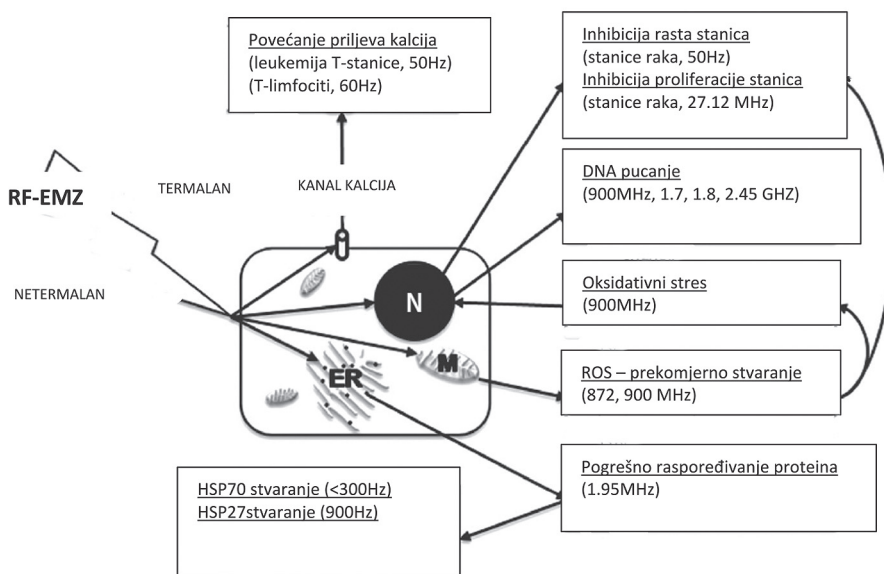 Povećanje priljeva kalcija
(leukemija T-stanice, 50Hz)
(T-limfociti, 60Hz)
Inhibicija rasta stanica
(stanice raka, 50Hz)
Inhibicija proliferacije stanica
(stanice raka, 27.12 MHz)
RF-EMZ
TERMALAN
KANAL KALCIJA
DNA pucanje
(900MHz, 1.7, 1.8, 2.45 GHZ)
NETERMALAN
N
Oksidativni stres
(900MHz)
ER
M
ROS – prekomjerno stvaranje
(872, 900 MHz)
Pogrešno raspoređivanje proteina
(1.95MHz)
HSP70 stvaranje (<300Hz)
HSP27stvaranje (900Hz)